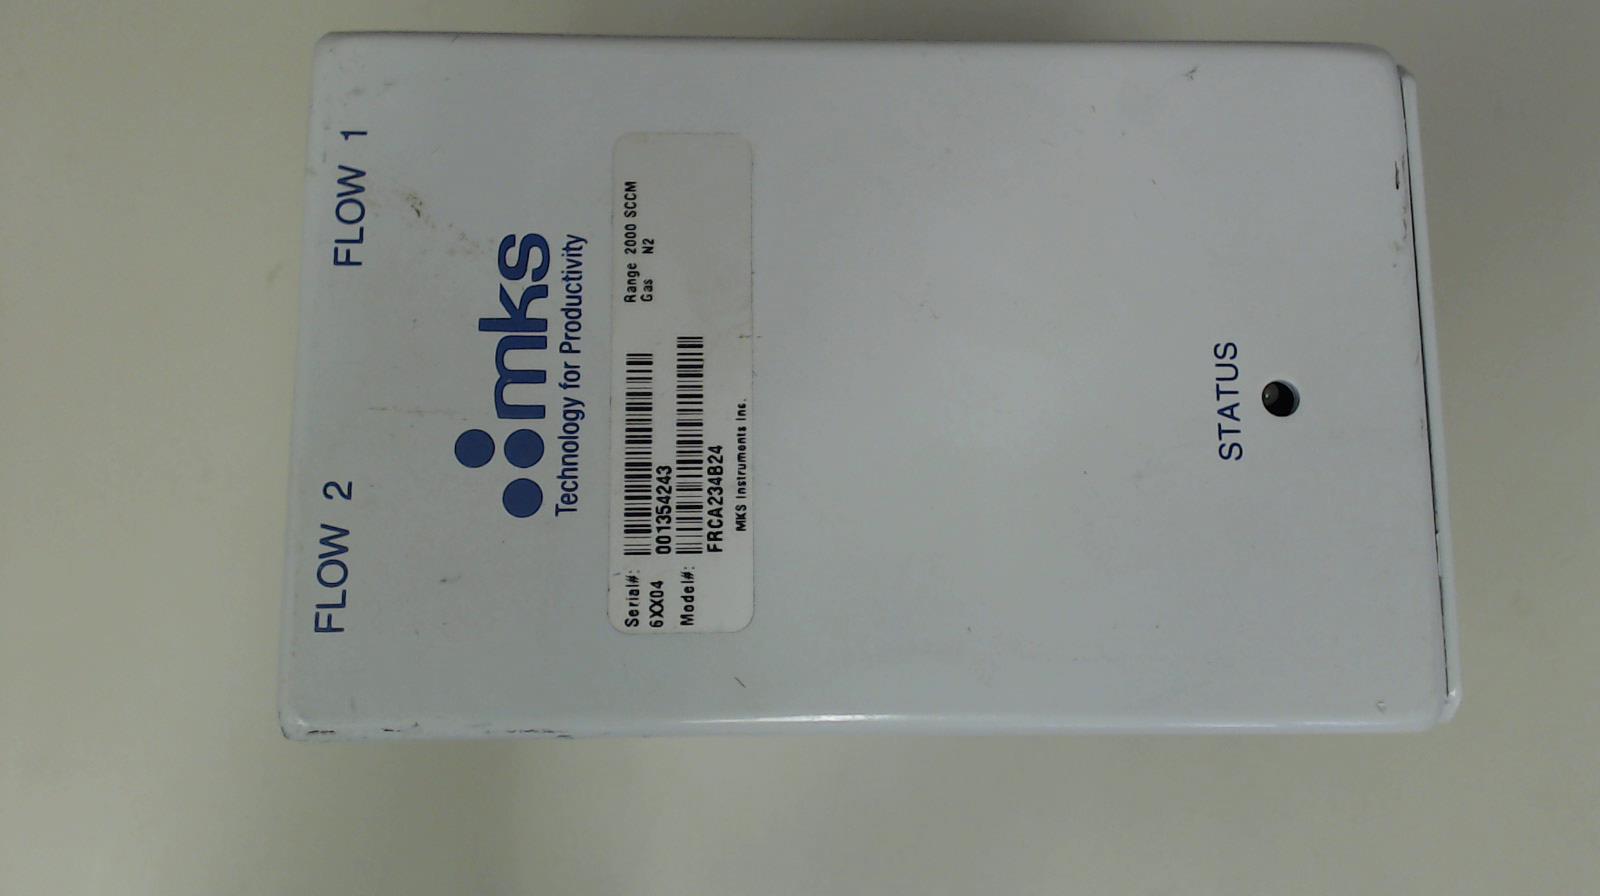 FLOW 2 FLOW 1
mks
Technology for Productivity
Serial#: Range 2000 SCCM
6XX04 001354243 Gas N2
Model#:
FRCA234B24
MKS Instruments Inc.
STATUS